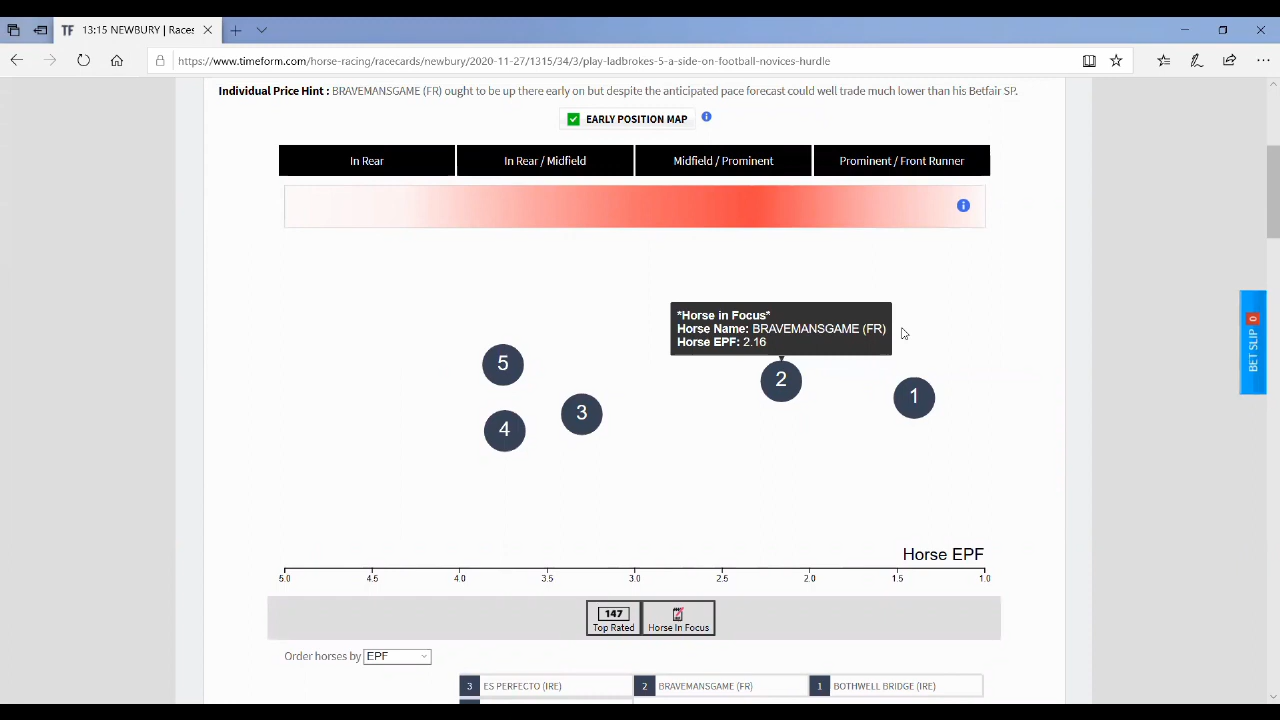 13:15 NEWBURY | Races
https://www.timeform.com/horse-racing/racecards/newbury/2020-11-27/1315/34/3/play-ladbrokes-5-a-side-on-football-novices-hurdle
Individual Price Hint : BRAVEMANSGAME (FR) ought to be up there early on but despite the anticipated pace forecast could well trade much lower than his Betfair SP.
EARLY POSITION MAP
In Rear
In Rear / Midfield
Midfield / Prominent
Prominent / Front Runner
*Horse in Focus*
Horse Name: BRAVEMANSGAME (FR)
Horse EPF: 2.16
BET SLIP 0
5
2
1
3
4
Horse EPF
5.0 4.5 4.0 3.5 3.0 2.5 2.0 1.5 1.0
147
Top Rated
Horse In Focus
Order horses by EPF
3 ES PERFECTO (IRE)
2 BRAVEMANSGAME (FR)
1 BOTHWELL BRIDGE (IRE)